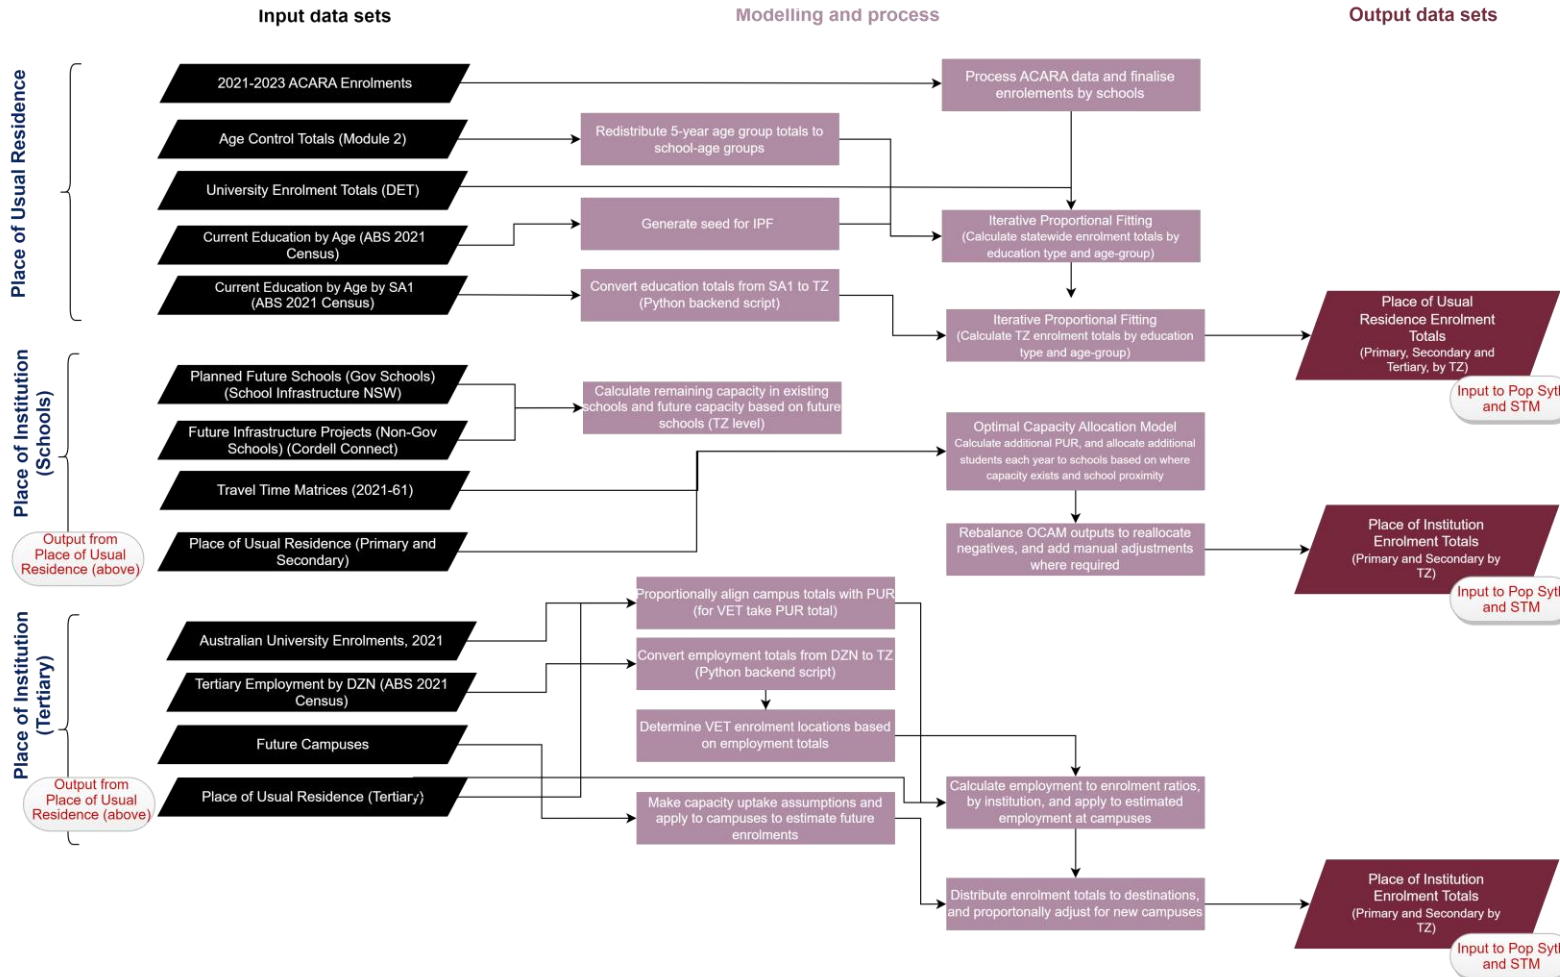 Input data sets
Modelling and process
Output data sets
Place of Usual Residence
2021-2023 ACARA Enrolments
Process ACARA data and finalise
enrolements by schools
Age Control Totals (Module 2)
Redistribute 5-year age group totals to
school-age groups
University Enrolment Totals (DET)
Current Education by Age (ABS 2021
Census)
Generate seed for IPF
Iterative Proportional Fitting
(Calculate statewide enrolment totals by
education type and age-group)
Current Education by Age by SA1
(ABS 2021 Census)
Convert education totals from SA1 to TZ
(Python backend script)
Iterative Proportional Fitting
(Calculate TZ enrolment totals by education
type and age-group)
Place of Usual
Residence Enrolment
Totals
(Primary, Secondary and
Tertiary, by TZ)
Input to Pop Syth
and STM
Place of Institution
(Schools)
Planned Future Schools (Gov Schools)
(School Infrastructure NSW)
Calculate remaining capacity in existing
schools and future capacity based on future
schools (TZ level)
Future Infrastructure Projects (Non-Gov
Schools) (Cordell Connect)
Optimal Capacity Allocation Model
Calculate additional PUR, and allocate additional
students each year to schools based on where
capacity exists and school proximity
Travel Time Matrices (2021-61)
Output from
Place of Usual
Residence (above)
Place of Usual Residence (Primary and
Secondary)
Rebalance OCAM outputs to reallocate
negatives, and add manual adjustments
where required
Place of Institution
Enrolment Totals
(Primary and Secondary by
TZ)
Input to Pop Syth
and STM
Place of Institution
(Tertiary)
Australian University Enrolments, 2021
Proportionally align campus totals with PUR
(for VET take PUR total)
Tertiary Employment by DZN (ABS 2021
Census)
Convert employment totals from DZN to TZ
(Python backend script)
Determine VET enrolment locations based
on employment totals
Future Campuses
Output from
Place of Usual
Residence (above)
Place of Usual Residence (Tertiary)
Make capacity uptake assumptions and
apply to campuses to estimate future
enrolments
Calculate employment to enrolment ratios,
by institution, and apply to estimated
employment at campuses
Distribute enrolment totals to destinations,
and proportonally adjust for new campuses
Place of Institution
Enrolment Totals
(Primary and Secondary by
TZ)
Input to Pop Syth
and STM